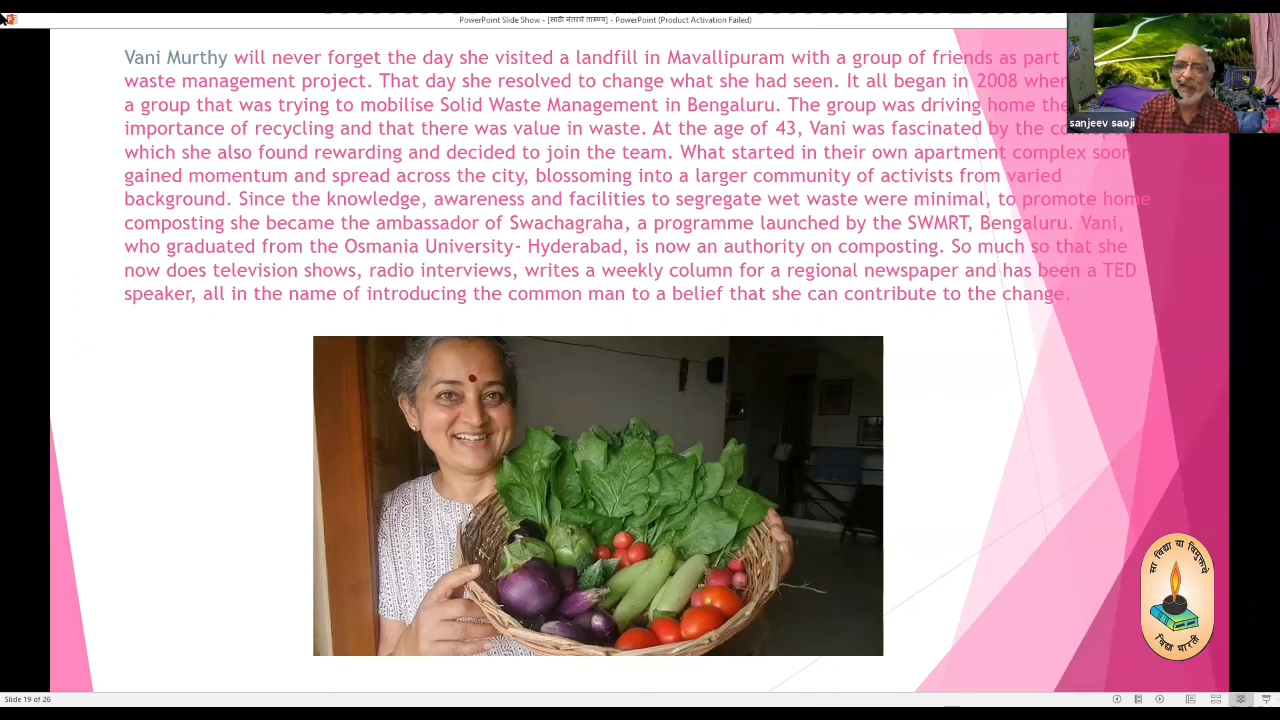 PowerPoint Slide Show - [साठी नंतरचे तारुण्य] - PowerPoint (Product Activation Failed)
Vani Murthy will never forget the day she visited a landfill in Mavallipuram with a group of friends as part
waste management project. That day she resolved to change what she had seen. It all began in 2008 when
a group that was trying to mobilise Solid Waste Management in Bengaluru. The group was driving home the
sanjeev saoji
importance of recycling and that there was value in waste. At the age of 43, Vani was fascinated by the
which she also found rewarding and decided to join the team. What started in their own apartment complex soon
gained momentum and spread across the city, blossoming into a larger community of activists from varied
background. Since the knowledge, awareness and facilities to segregate wet waste were minimal, to promote home
composting she became the ambassador of Swachagraha, a programme launched by the SWMRT, Bengaluru. Vani,
who graduated from the Osmania University- Hyderabad, is now an authority on composting. So much so that she
now does television shows, radio interviews, writes a weekly column for a regional newspaper and has been a TED
speaker, all in the name of introducing the common man to a belief that she can contribute to the change.
सा विद्या या विमुक्तये
विद्या भारती
Slide 19 of 26